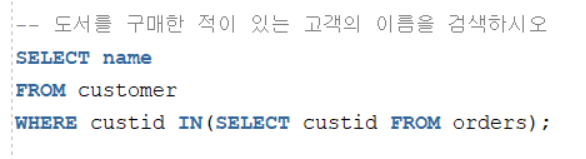 -- 도서를 구매한 적이 있는 고객의 이름을 검색하시오
SELECT name
FROM customer
WHERE custid IN(SELECT custid FROM orders);